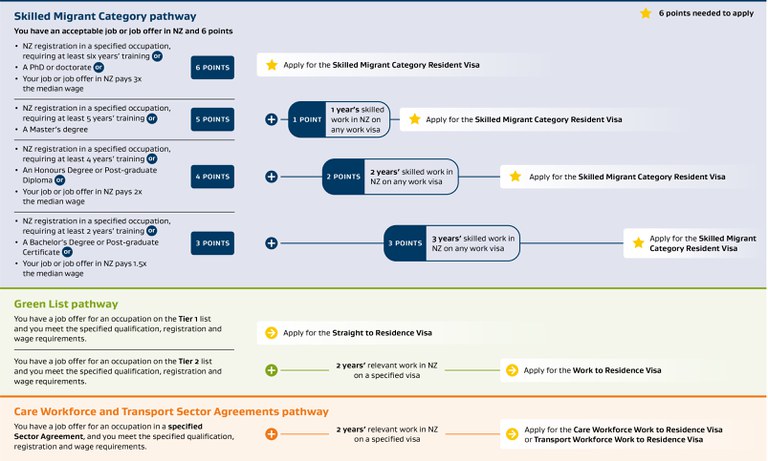 Skilled Migrant Category pathway
6 points needed to apply
You have an acceptable job or job offer in NZ and 6 points
• NZ registration in a specified occupation,
requiring at least six years' training or
• A PhD or doctorate or
• Your job or job offer in NZ pays 3x
the median wage
6 POINTS
Apply for the Skilled Migrant Category Resident Visa
• NZ registration in a specified occupation,
requiring at least 5 years' training or
• A Master's degree
5 POINTS
1 POINT
1 year's skilled
work in NZ on
any work visa
Apply for the Skilled Migrant Category Resident Visa
• NZ registration in a specified occupation,
requiring at least 4 years' training or
• An Honours Degree or Post-graduate
Diploma or
• Your job or job offer in NZ pays 2x
the median wage
4 POINTS
2 POINTS
2 years' skilled work in
NZ on any work visa
Apply for the Skilled Migrant Category Resident Visa
• NZ registration in a specified occupation,
requiring at least 2 years' training or
• A Bachelor's Degree or Post-graduate
Certificate or
• Your job or job offer in NZ pays 1.5x
the median wage
3 POINTS
3 POINTS
3 years' skilled work in
NZ on any work visa
Apply for the Skilled Migrant
Category Resident Visa
Green List pathway
You have a job offer for an occupation on the Tier 1 list
and you meet the specified qualification, registration and
wage requirements.
Apply for the Straight to Residence Visa
You have a job offer for an occupation on the Tier 2 list
and you meet the specified qualification, registration and
wage requirements.
2 years' relevant work in NZ
on a specified visa
Apply for the Work to Residence Visa
Care Workforce and Transport Sector Agreements pathway
You have a job offer for an occupation in a specified
Sector Agreement, and you meet the specified qualification,
registration and wage requirements.
2 years' relevant work in NZ
on a specified visa
Apply for the Care Workforce Work to Residence Visa
or Transport Workforce Work to Residence Visa